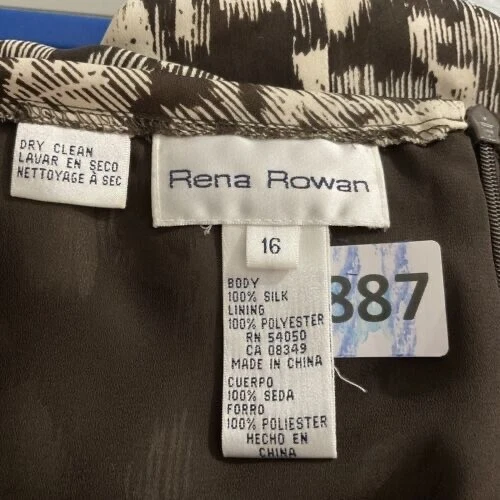 DRY CLEAN
LAVAR EN SECO
NETTOYAGE À SEC
Rena Rowan
16
BODY
100% SILK
LINING
100% POLYESTER
RN 54050
CA 08349
MADE IN CHINA
CUERPO
100% SEDA
FORRO
100% POLIESTER
HECHO EN
CHINA
887